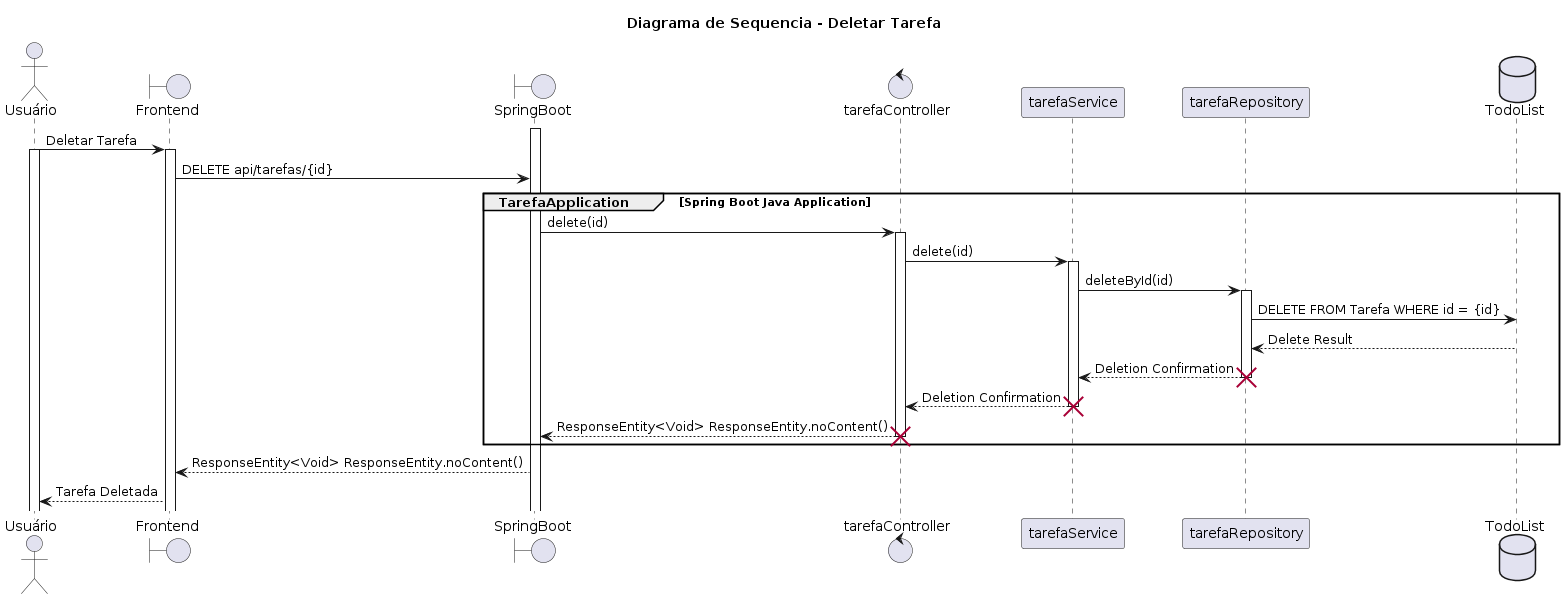 Diagrama de Sequencia - Deletar Tarefa
Usuário
Frontend
SpringBoot
tarefaController
tarefaService
tarefaRepository
TodoList
Deletar Tarefa
DELETE api/tarefas/{id}
TarefaApplication
[Spring Boot Java Application]
delete(id)
delete(id)
deleteById(id)
DELETE FROM Tarefa WHERE id = {id}
Delete Result
Deletion Confirmation
Deletion Confirmation
ResponseEntity<Void> ResponseEntity.noContent()
ResponseEntity<Void> ResponseEntity.noContent()
Tarefa Deletada
Usuário
Frontend
SpringBoot
tarefaController
tarefaService
tarefaRepository
TodoList